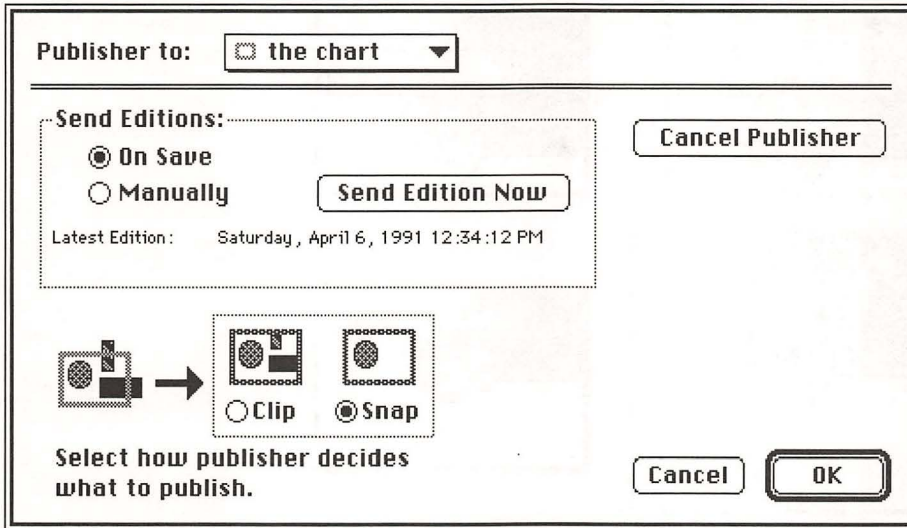 Publisher to: the chart
Send Editions:
On Save
Cancel Publisher
Manually
Send Edition Now
Latest Edition: Saturday, April 6, 1991 12:34:12 PM
Clip
Snap
Select how publisher decides
what to publish.
Cancel
OK